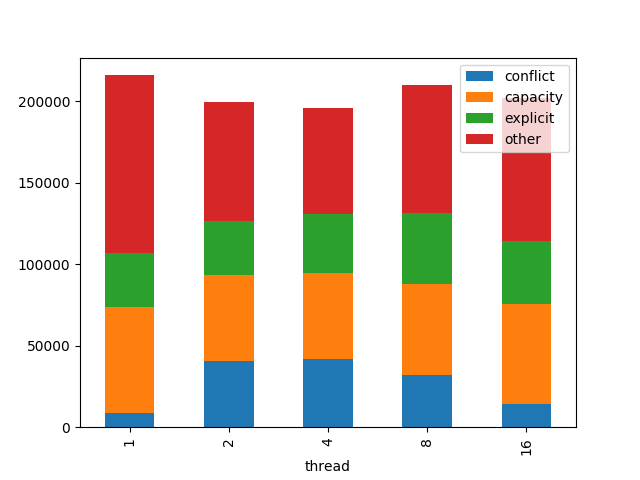 conflict
capacity
explicit
other
200000
150000
100000
50000
0
1
2
4
8
16
thread